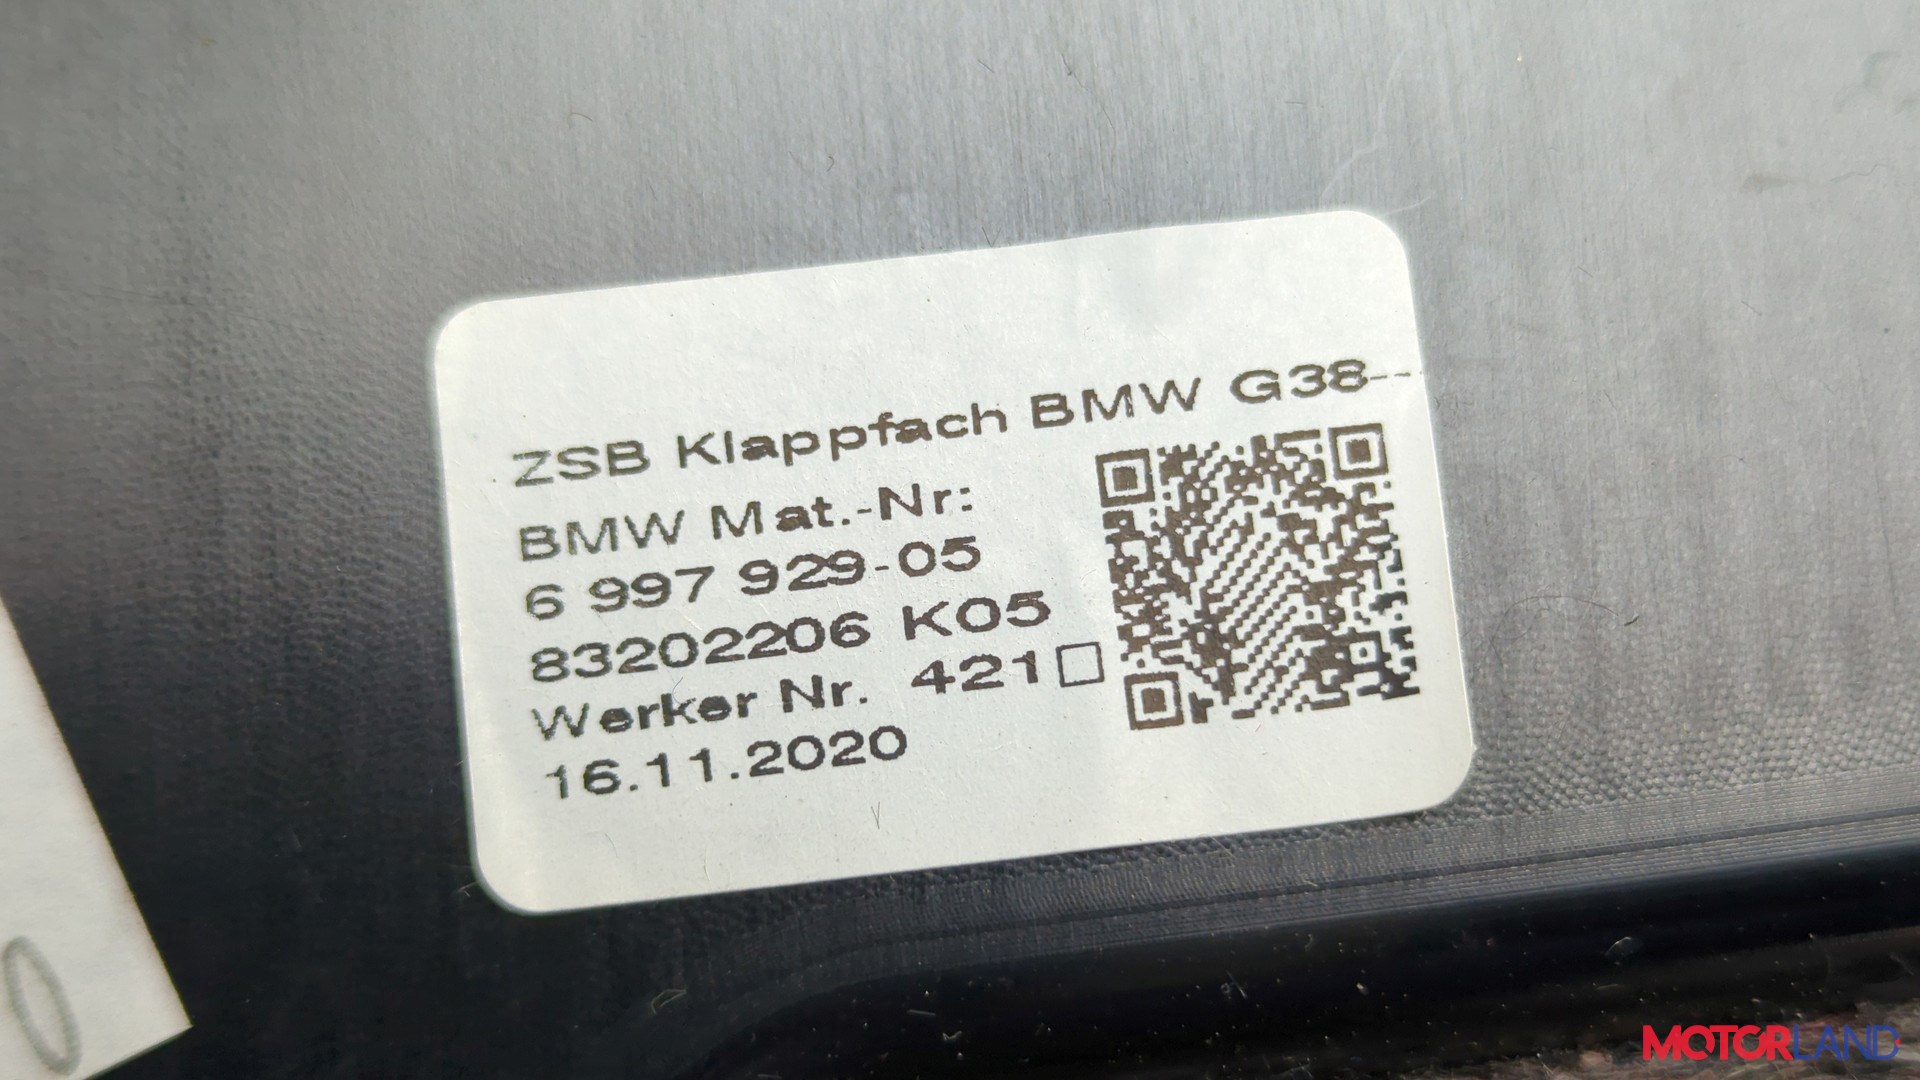 ZSB Klappfach BMW G38---
BMW Mat.-Nr:
6 997 929-05
83202206 K05
Werker Nr. 421□
16.11.2020
0
MOTORLAND